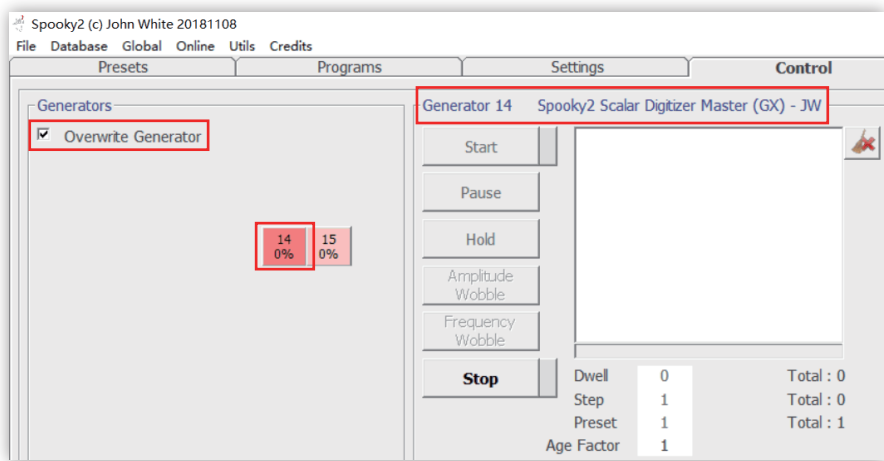 Spooky2 (c) John White 20181108
File Database Global Online Utils Credits
Presets Programs Settings Control
Generators
Overwrite Generator
14 15
0% 0%
Generator 14 Spooky2 Scalar Digitizer Master (GX) - JW
Start
Pause
Hold
Amplitude
Wobble
Frequency
Wobble
Stop
Dwell 0 Total : 0
Step 1 Total : 0
Preset 1 Total : 1
Age Factor 1